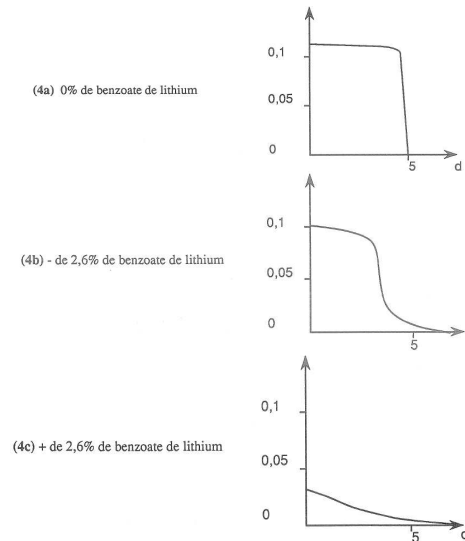 0,1
(4a) 0% de benzoate de lithium
0,05
0
5
d
0,1
(4b) - de 2,6% de benzoate de lithium
0,05
0
5
0,1
(4c) + de 2,6% de benzoate de lithium
0,05
0
5
d